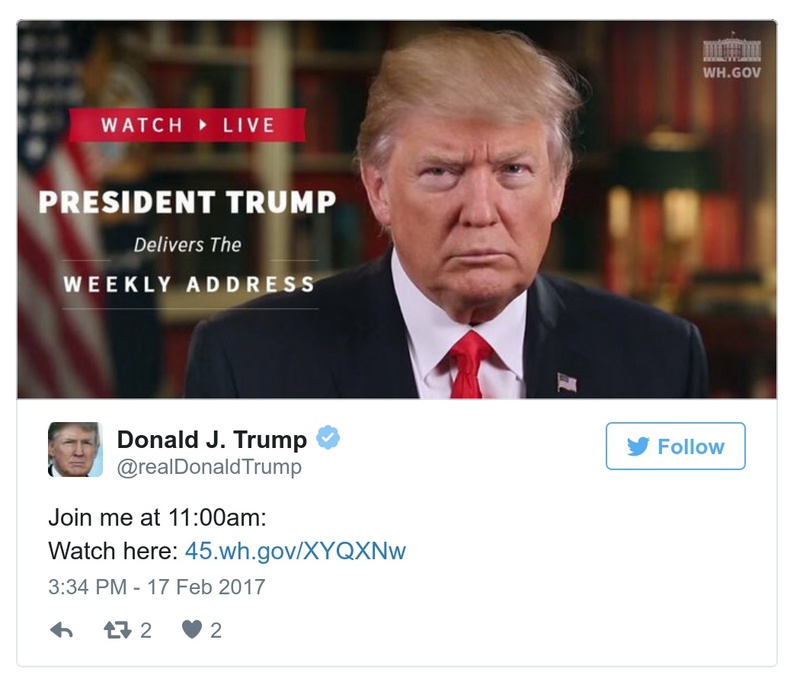 WH.GOV
WATCH LIVE
PRESIDENT TRUMP
Delivers The
WEEKLY ADDRESS
Donald J. Trump
@realDonaldTrump
Follow
Join me at 11:00am:
Watch here: 45.wh.gov/XYQXNw
3:34 PM - 17 Feb 2017
2 2